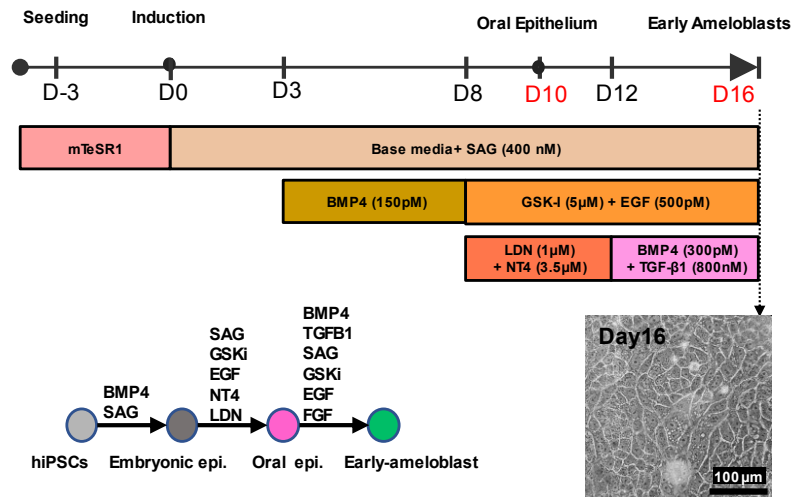 Seeding
Induction
Oral Epithelium
Early Ameloblasts
D-3
D0
D3
D8
D10
D12
D16
mTeSR1
Base media+ SAG (400 nM)
BMP4 (150pM)
GSK-I (5µM) + EGF (500pM)
LDN (1µM)
+ NT4 (3.5µM)
BMP4 (300pM)
+ TGF-β1 (800nM)
BMP4
SAG
SAG
GSKi
EGF
NT4
LDN
BMP4
TGFB1
SAG
GSKi
EGF
FGF
hiPSCs
Embryonic epi.
Oral epi.
Early-ameloblast
Day16
100 µm